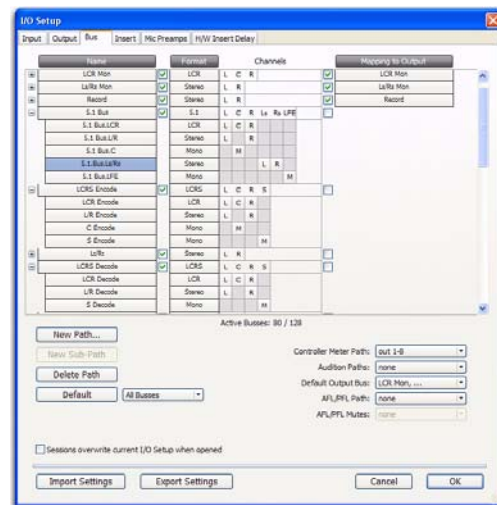 I/O Setup
Input Output Bus Insert Mic Preamps H/W Insert Delay
Name Format Channels Mapping to Output
LCR Mon LCR L C R LCR Mon
Ls/Rs Mon Stereo L R Ls/Rs Mon
Record Stereo L R Record
5.1 Bus 5.1 L C R Ls Rs LFE
5.1 Bus.LCR LCR L C R
5.1 Bus.L/R Stereo L R
5.1 Bus.C Mono M
5.1.Bus.Ls/Rs Stereo L R
5.1 Bus.LFE Mono M
LCRS Encode LCRS L C R S
LCR Encode LCR L C R
L/R Encode Stereo L R
C Encode Mono M
S Encode Mono M
Ls/Rs Stereo L R
LCRS Decode LCRS L C R S
LCR Decode LCR L C R
L/R Decode Stereo L R
S Decode Mono M
Active Busses: 80 / 128
New Path...
New Sub-Path
Delete Path
Default All Busses
Controller Meter Path: out 1-8
Audition Paths: none
Default Output Bus: LCR Mon, ...
AFL/PFL Path: none
AFL/PFL Mutes: none
Sessions overwrite current I/O Setup when opened
Import Settings Export Settings Cancel OK